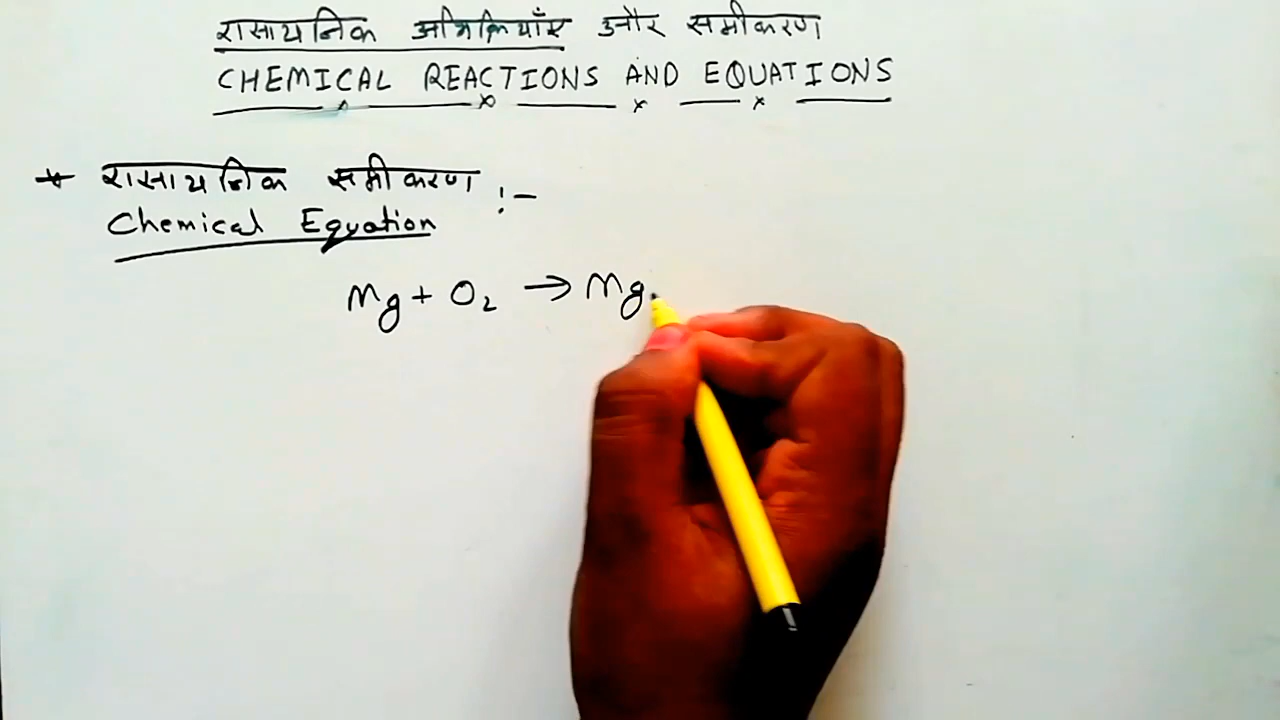 रासायनिक अभिक्रियाएँ और समीकरण
CHEMICAL REACTIONS AND EQUATIONS
* रासायनिक समीकरण :-
Chemical Equation
Mg + O₂ → Mg